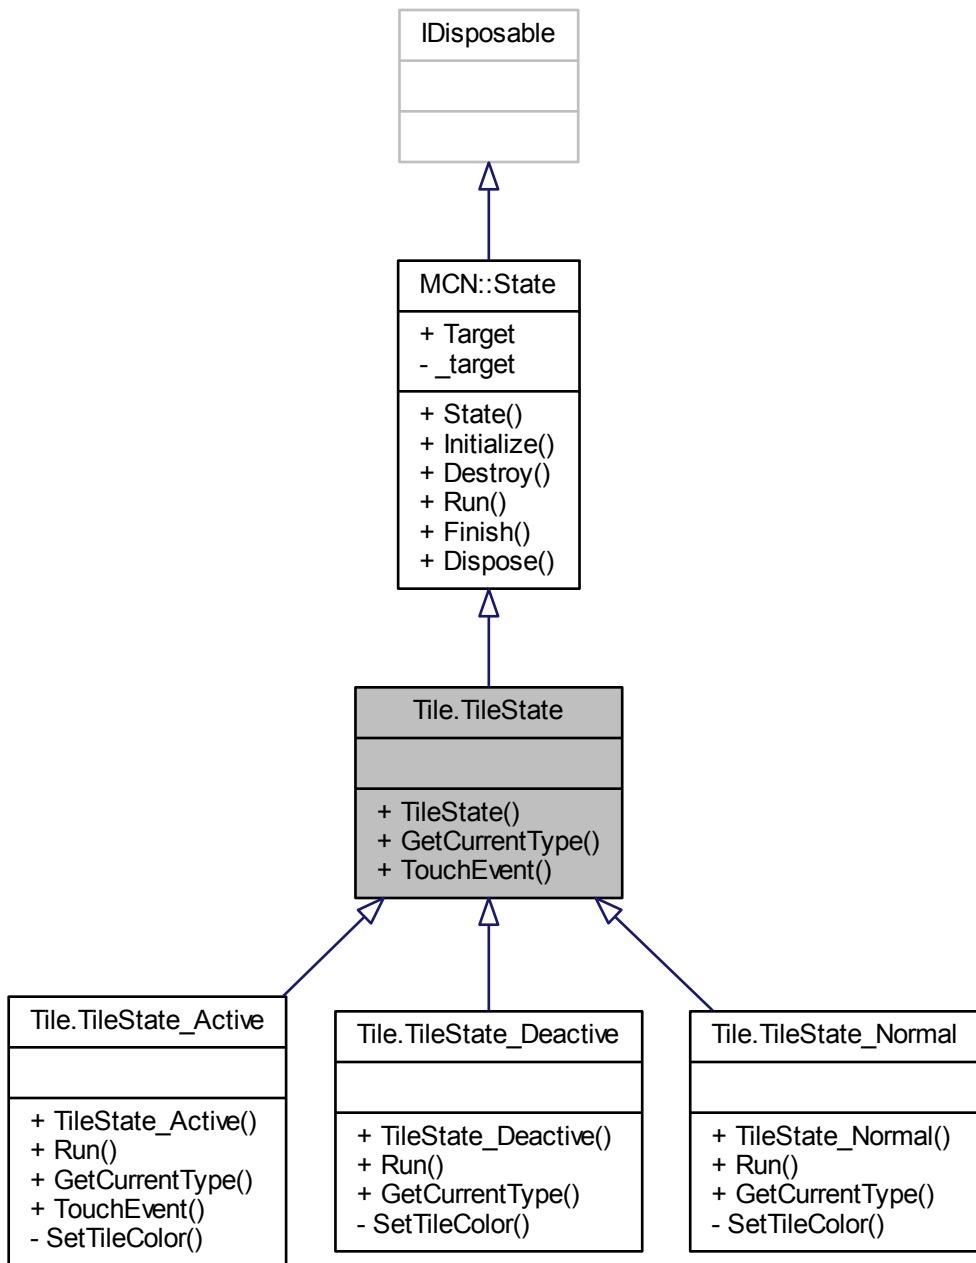 IDisposable
MCN::State
+ Target
- _target
+ State()
+ Initialize()
+ Destroy()
+ Run()
+ Finish()
+ Dispose()
Tile.TileState
+ TileState()
+ GetCurrentType()
+ TouchEvent()
Tile.TileState_Active
+ TileState_Active()
+ Run()
+ GetCurrentType()
+ TouchEvent()
- SetTileColor()
Tile.TileState_Deactive
+ TileState_Deactive()
+ Run()
+ GetCurrentType()
- SetTileColor()
Tile.TileState_Normal
+ TileState_Normal()
+ Run()
+ GetCurrentType()
- SetTileColor()